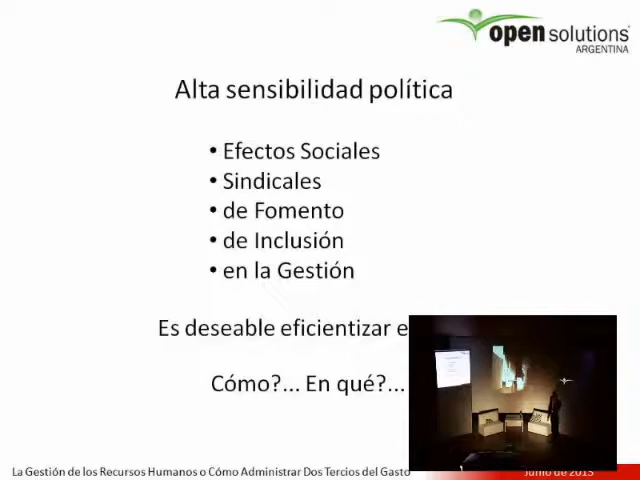 open solutions
ARGENTINA
Alta sensibilidad política
• Efectos Sociales
• Sindicales
• de Fomento
• de Inclusión
• en la Gestión
Es deseable eficientizar e
Cómo?... En qué?...
La Gestión de los Recursos Humanos o Cómo Administrar Dos Tercios del Gasto
Junio de 2013